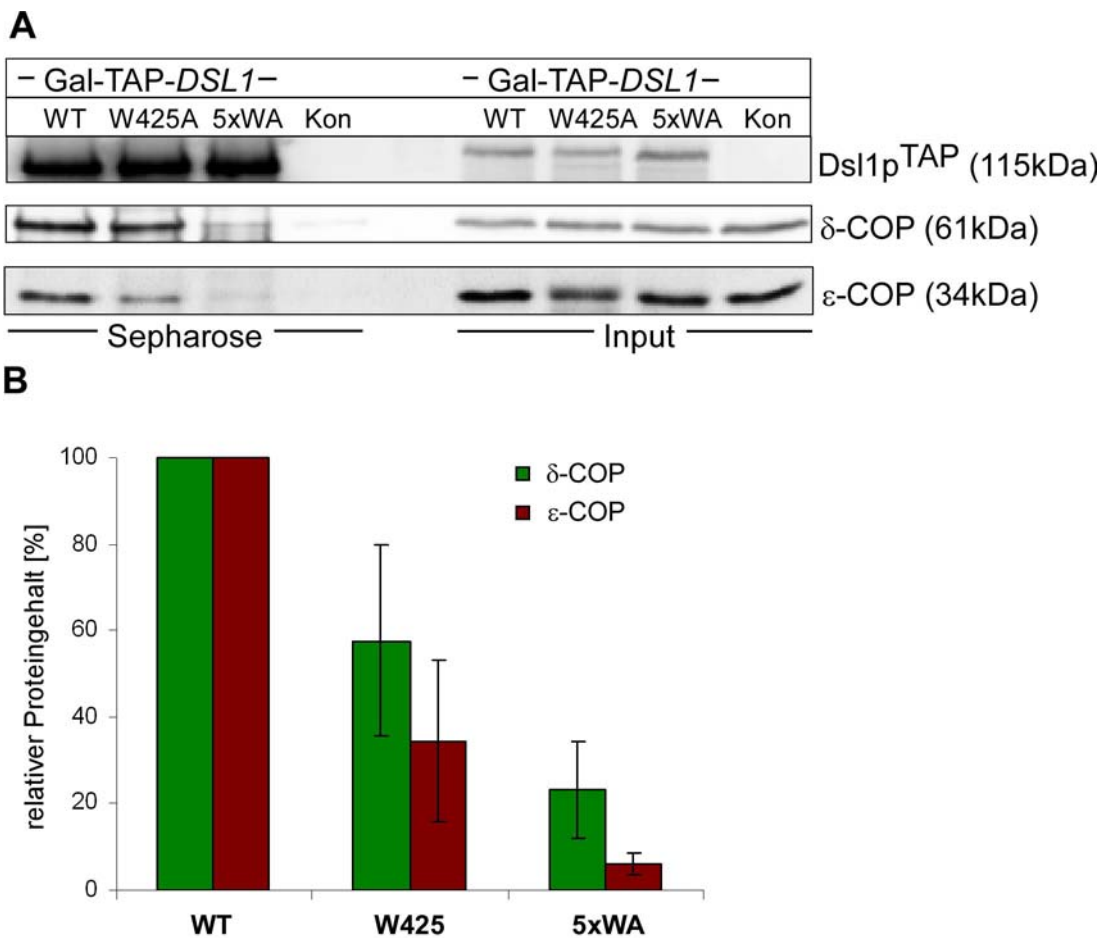 A
– Gal-TAP-DSL1– – Gal-TAP-DSL1–
WT W425A 5xWA Kon WT W425A 5xWA Kon
Dsl1pTAP (115kDa)
δ-COP (61kDa)
ε-COP (34kDa)
Sepharose Input
B
relativer Proteingehalt [%]
100
80
60
40
20
0
δ-COP
ε-COP
WT W425 5xWA